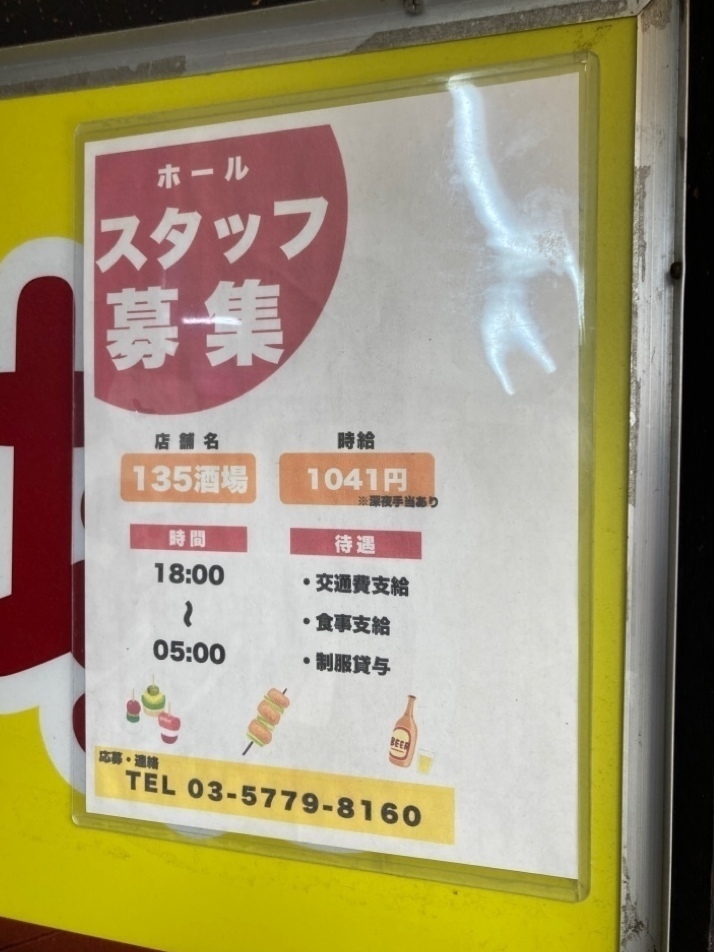 ホール
スタッフ
募集
店舗名
135酒場
時給
1041円
※深夜手当あり
時間
18:00
〜
05:00
待遇
・交通費支給
・食事支給
・制服貸与
BEER
応募・連絡
TEL 03-5779-8160